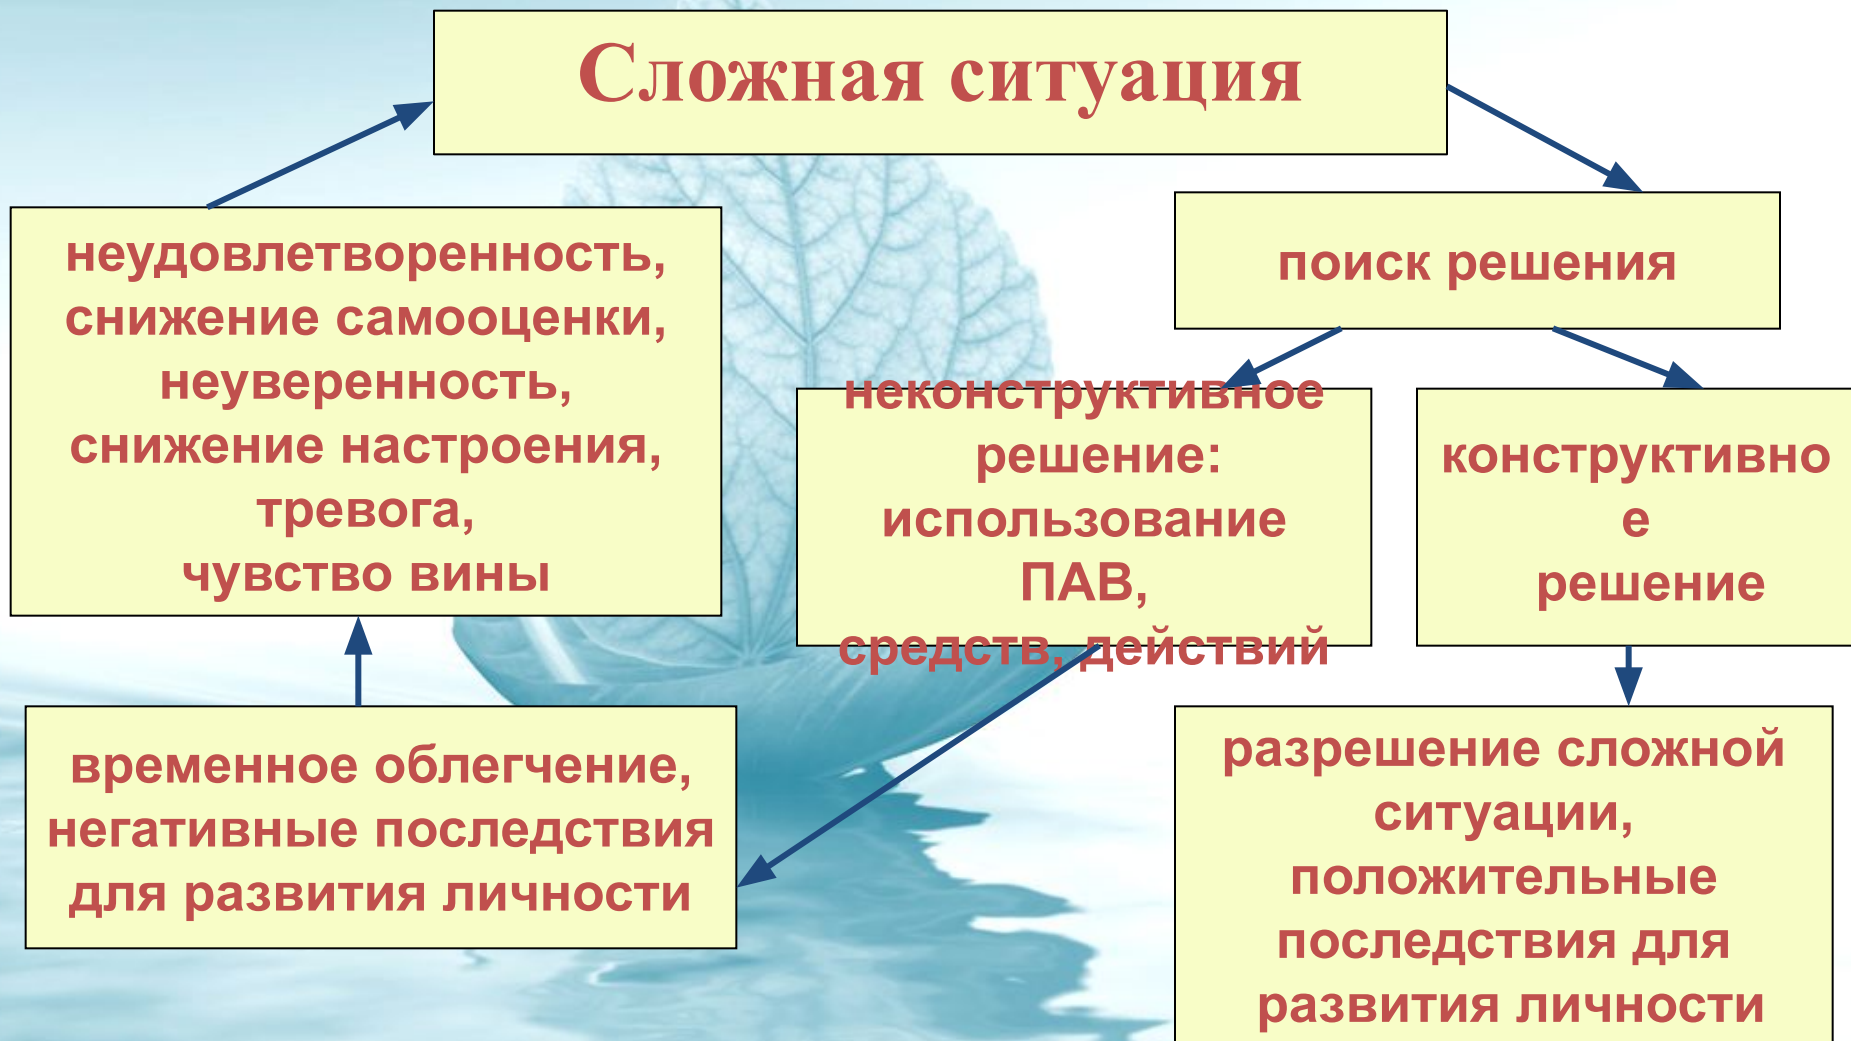 Сложная ситуация
поиск решения
неудовлетворенность,
снижение самооценки,
неуверенность,
снижение настроения,
тревога,
чувство вины
неконструктивное
решение:
использование
ПАВ,
средств, действий
конструктивно
е
решение
временное облегчение,
негативные последствия
для развития личности
разрешение сложной
ситуации,
положительные
последствия для
развития личности